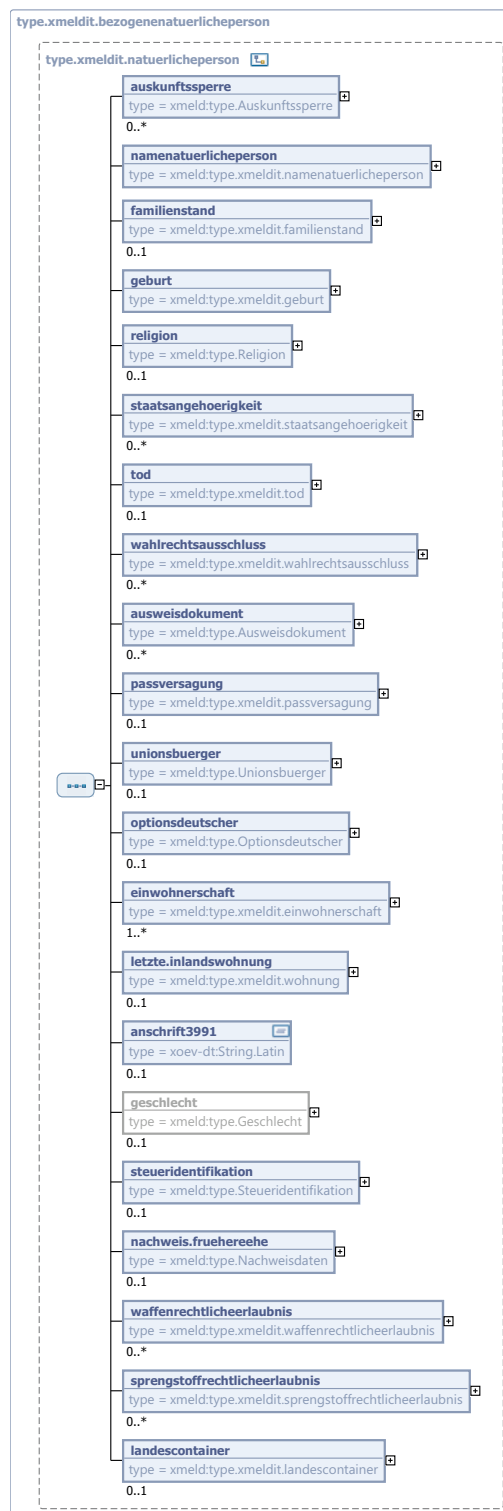 type.xmeldit.bezogenenatuerlicheperson
type.xmeldit.natuerlicheperson
auskunftssperre
type = xmeld:type.Auskunftssperre
0..*
namenatuerlicheperson
type = xmeld:type.xmeldit.namenatuerlicheperson
familienstand
type = xmeld:type.xmeldit.familienstand
0..1
geburt
type = xmeld:type.xmeldit.geburt
religion
type = xmeld:type.Religion
0..1
staatsangehoerigkeit
type = xmeld:type.xmeldit.staatsangehoerigkeit
0..*
tod
type = xmeld:type.xmeldit.tod
0..1
wahlrechtsausschluss
type = xmeld:type.xmeldit.wahlrechtsausschluss
0..*
ausweisdokument
type = xmeld:type.Ausweisdokument
0..*
passversagung
type = xmeld:type.xmeldit.passversagung
0..1
unionsbuerger
type = xmeld:type.Unionsbuerger
0..1
optionsdeutscher
type = xmeld:type.Optionsdeutscher
0..1
einwohnerschaft
type = xmeld:type.xmeldit.einwohnerschaft
1..*
letzte.inlandswohnung
type = xmeld:type.xmeldit.wohnung
0..1
anschrift3991
type = xoev-dt:String.Latin
0..1
geschlecht
type = xmeld:type.Geschlecht
0..1
steueridentifikation
type = xmeld:type.Steueridentifikation
0..1
nachweis.fruehereehe
type = xmeld:type.Nachweisdaten
0..1
waffenrechtlicheerlaubnis
type = xmeld:type.xmeldit.waffenrechtlicheerlaubnis
0..*
sprengstoffrechtlicheerlaubnis
type = xmeld:type.xmeldit.sprengstoffrechtlicheerlaubnis
0..*
landescontainer
type = xmeld:type.xmeldit.landescontainer
0..1